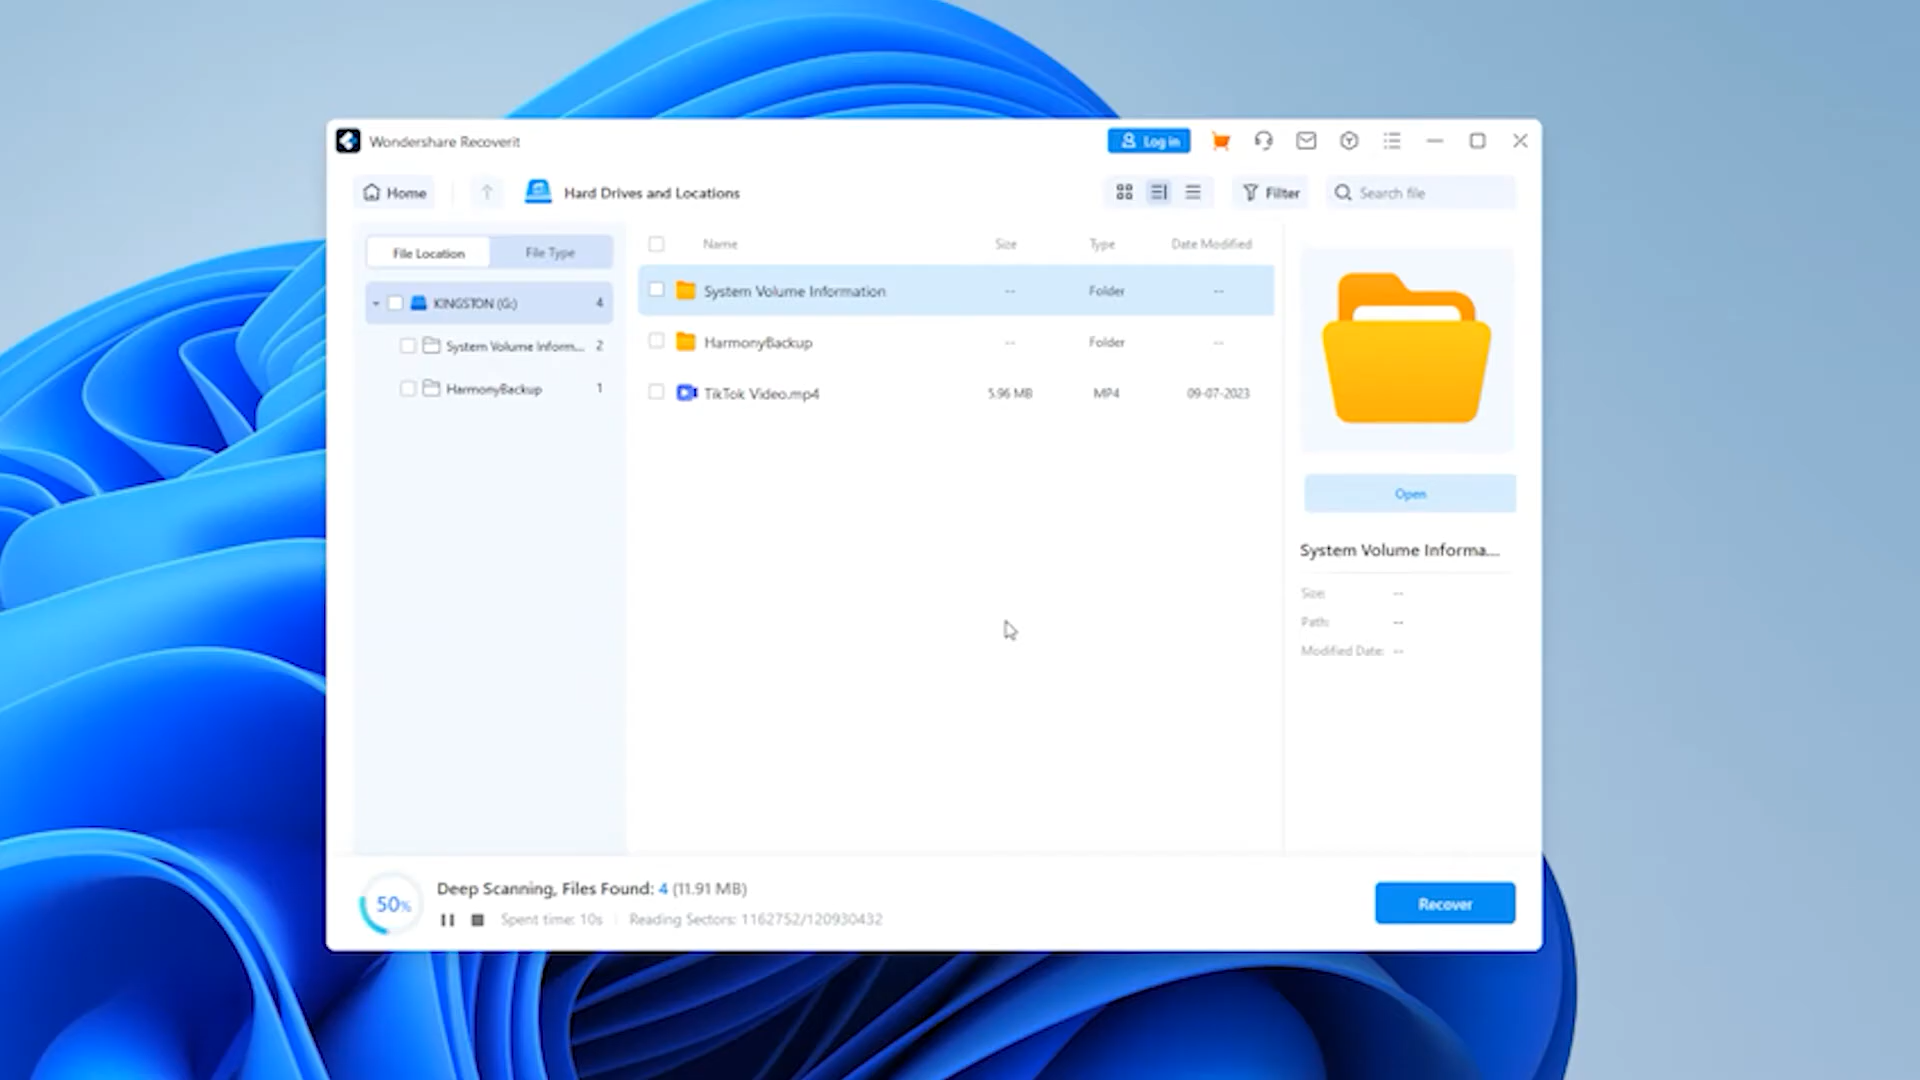 Wondershare Recoverit
Log in
Home
Hard Drives and Locations
Filter
Search file
File Location
File Type
Name
Size
Type
Date Modified
KINGSTON (G:)
4
System Volume Inform...
2
HarmonyBackup
1
System Volume Information
--
Folder
--
HarmonyBackup
--
Folder
--
TikTok Video.mp4
5.96 MB
MP4
09-07-2023
Open
System Volume Informa...
Size: --
Path: --
Modified Date: --
50%
Deep Scanning, Files Found: 4 (11.91 MB)
Spent time: 10s
Reading Sectors: 1162752/120930432
Recover